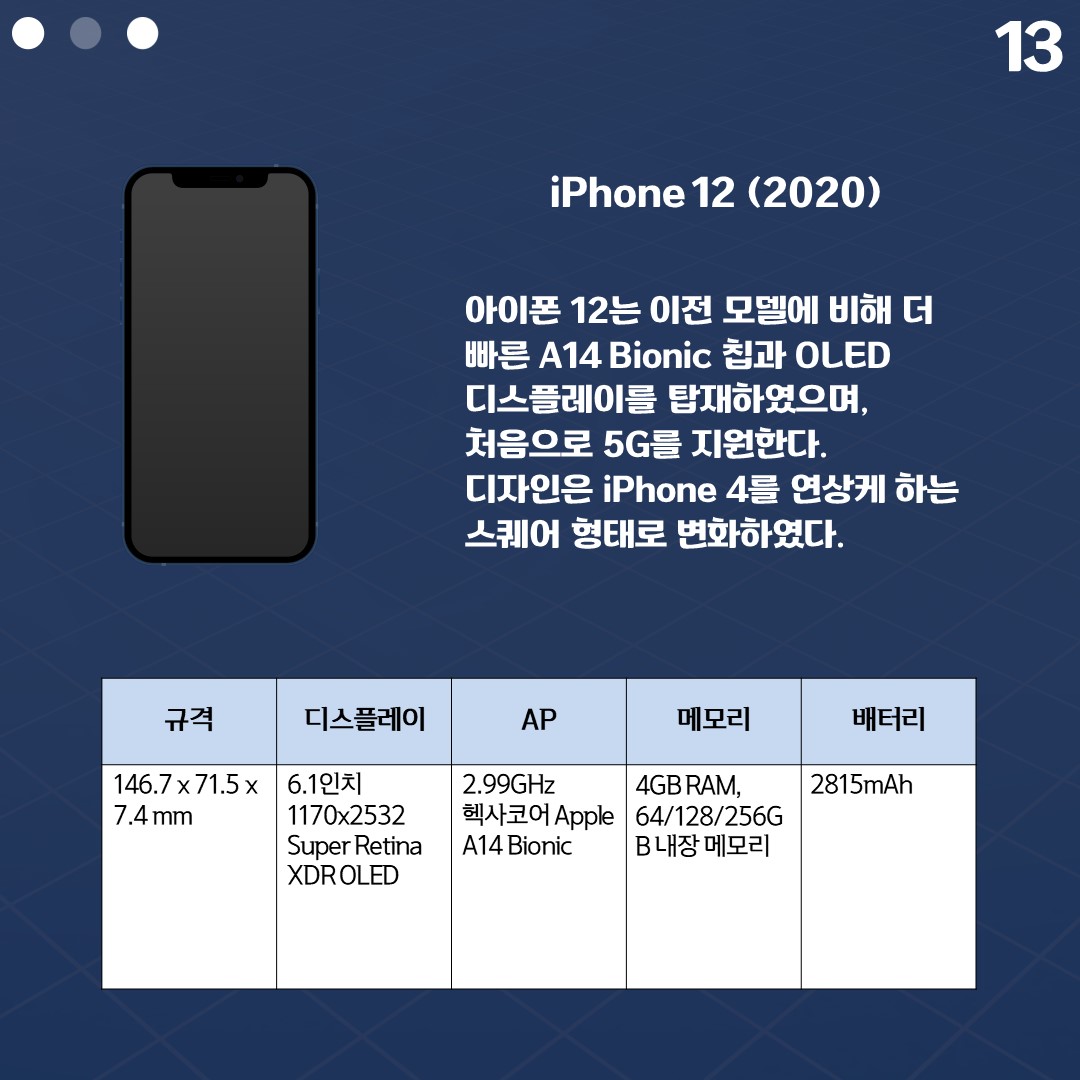 13
iPhone 12 (2020)
아이폰 12는 이전 모델에 비해 더
빠른 A14 Bionic 칩과 OLED
디스플레이를 탑재하였으며,
처음으로 5G를 지원한다.
디자인은 iPhone 4를 연상케 하는
스퀘어 형태로 변화하였다.
규격 디스플레이 AP 메모리 배터리
146.7 x 71.5 x
7.4 mm
6.1인치
1170x2532
Super Retina
XDR OLED
2.99GHz
헥사코어 Apple
A14 Bionic
4GB RAM,
64/128/256G
B 내장 메모리
2815mAh